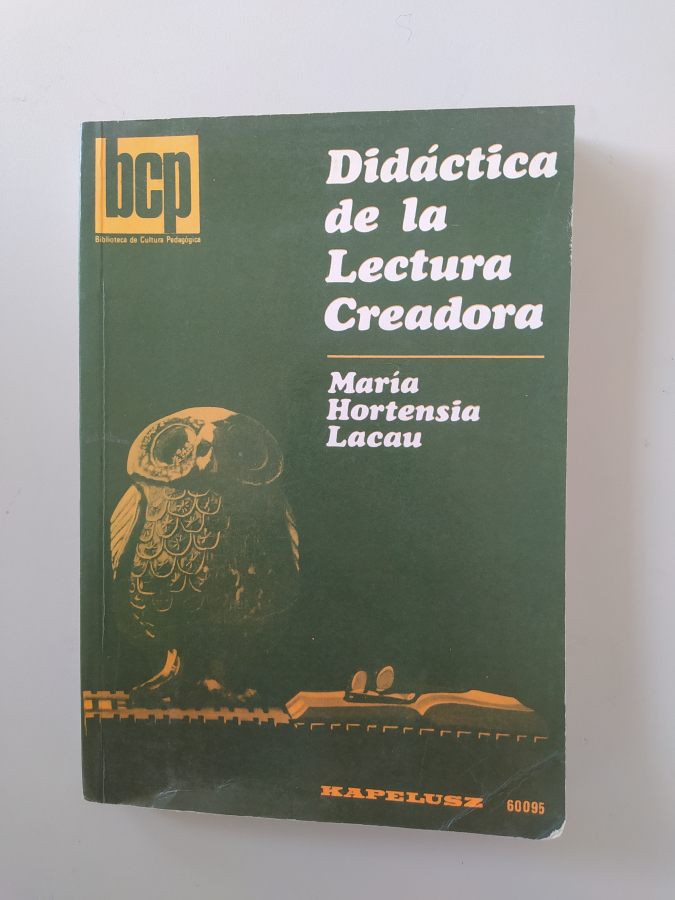 bcp
Biblioteca de Cultura Pedagógica
Didáctica
de la
Lectura
Creadora
María
Hortensia
Lacau
KAPELUSZ 60095